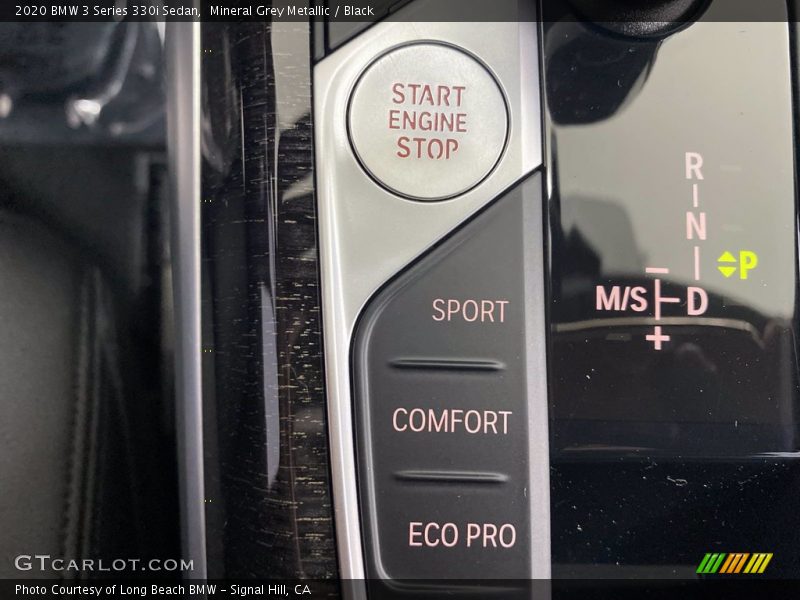 2020 BMW 3 Series 330i Sedan,  Mineral Grey Metallic / Black
START
ENGINE
STOP
R
N
P
M/S
D
+
SPORT
COMFORT
ECO PRO
GTCARLOT.COM
Photo Courtesy of Long Beach BMW – Signal Hill, CA